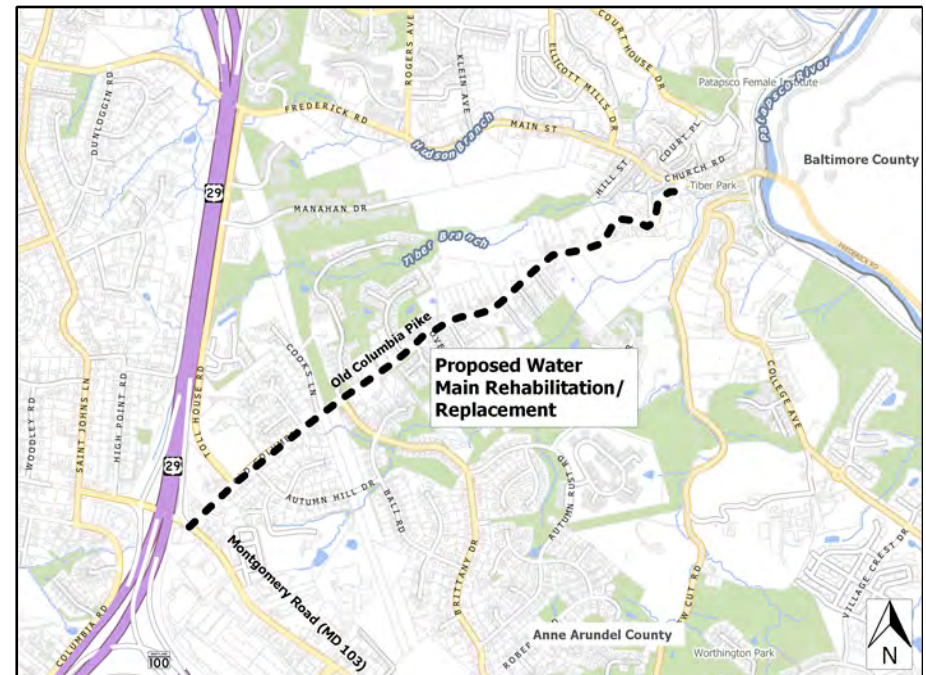 COURT HOUSE DR
ROGERS AVE
KLEIN AVE
ELLICOTT MILLS DR
Patapsco Female Institute
Patapsco River
DUNLOGGIN RD
FREDERICK RD
Hudson Branch
MAIN ST
COURT PL
Baltimore County
29
HILL ST
CHURCH RD
Tiber Park
MANAHAN DR
Tiber Branch
FREDERICK RD
Old Columbia Pike
COOKS LN
Proposed Water
Main Rehabilitation/
Replacement
TOLL HOUSE RD
SAINT JOHNS LN
HIGH POINT RD
WOODLEY RD
COLLEGE AVE
29
AUTUMN HILL DR
BALI RD
AUTUMN RUST RD
BRITTANY DR
VILLAGE CREST DR
Montgomery Road (MD 103)
COLUMBIA RD
100
CUT RD
Anne Arundel County
Worthington Park
N